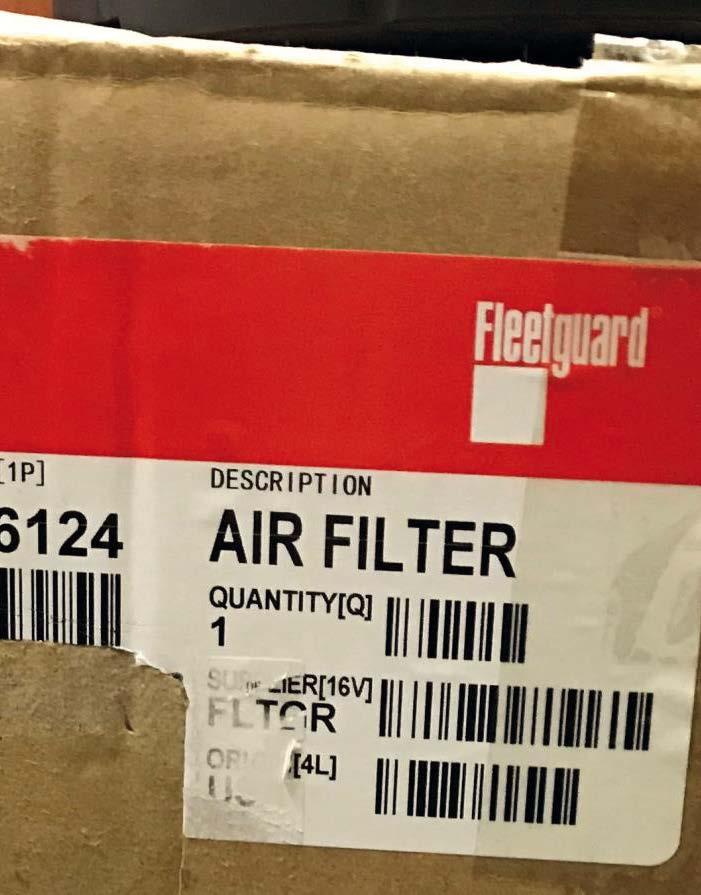 Fleetguard
[1P]
6124
DESCRIPTION
AIR FILTER
QUANTITY[Q]
1
[16V]
[4L]